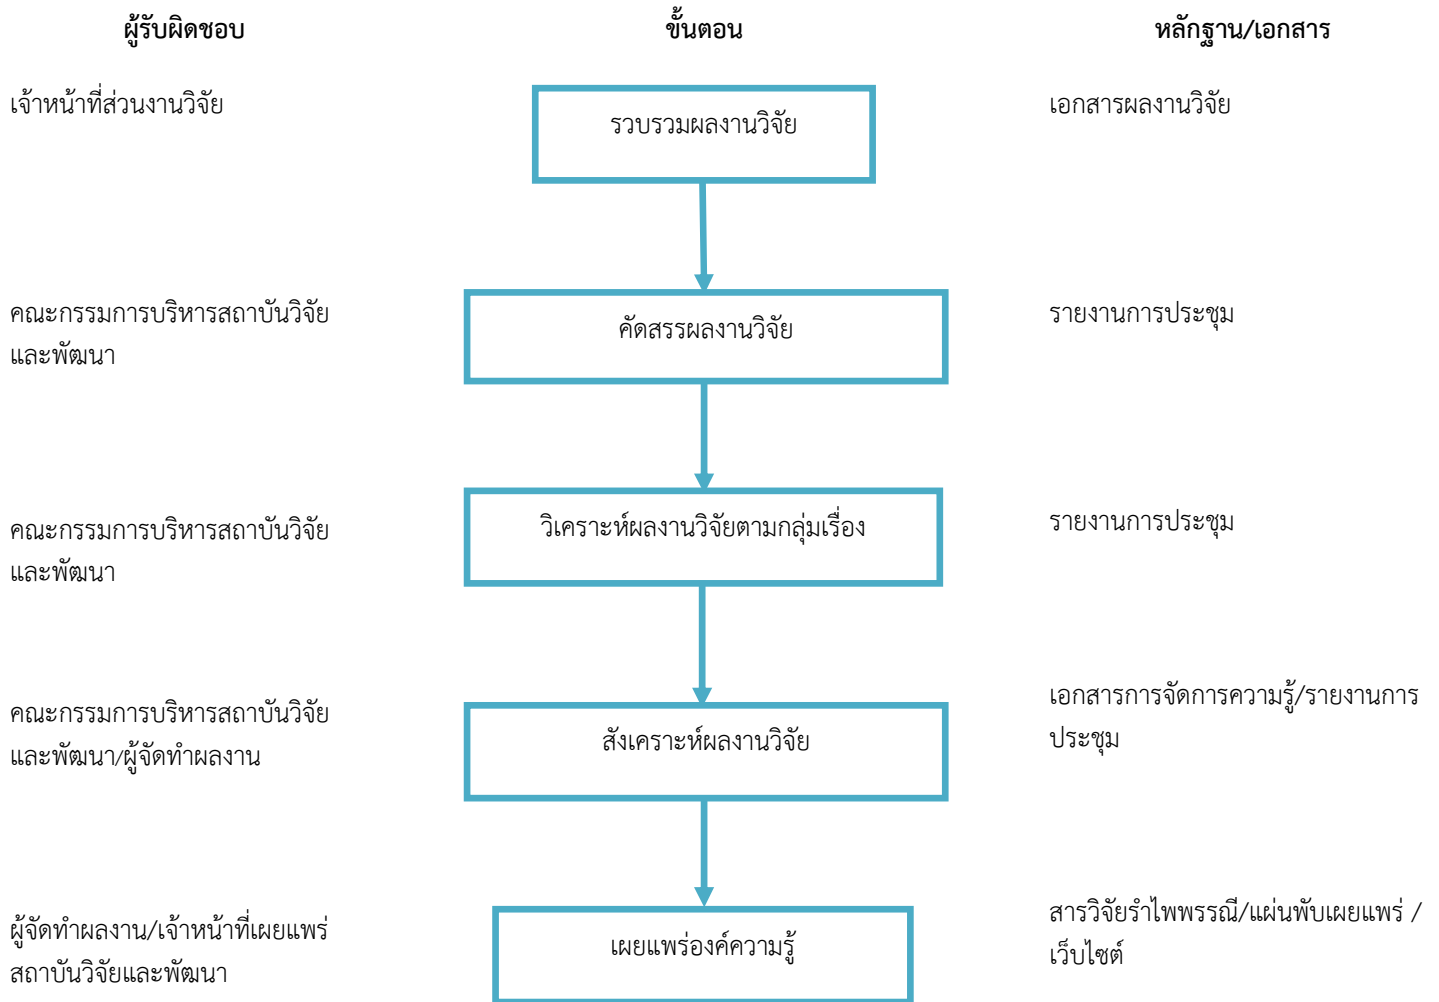 ผู้รับผิดชอบ
ขั้นตอน
หลักฐาน/เอกสาร
เจ้าหน้าที่ส่วนงานวิจัย
รวบรวมผลงานวิจัย
เอกสารผลงานวิจัย
คณะกรรมการบริหารสถาบันวิจัย
และพัฒนา
คัดสรรผลงานวิจัย
รายงานการประชุม
คณะกรรมการบริหารสถาบันวิจัย
และพัฒนา
วิเคราะห์ผลงานวิจัยตามกลุ่มเรื่อง
รายงานการประชุม
คณะกรรมการบริหารสถาบันวิจัย
และพัฒนา/ผู้จัดทำผลงาน
สังเคราะห์ผลงานวิจัย
เอกสารการจัดการความรู้/รายงานการ
ประชุม
ผู้จัดทำผลงาน/เจ้าหน้าที่เผยแพร่
สถาบันวิจัยและพัฒนา
เผยแพร่องค์ความรู้
สารวิจัยรำไพพรรณี/แผ่นพับเผยแพร่ /
เว็บไซต์